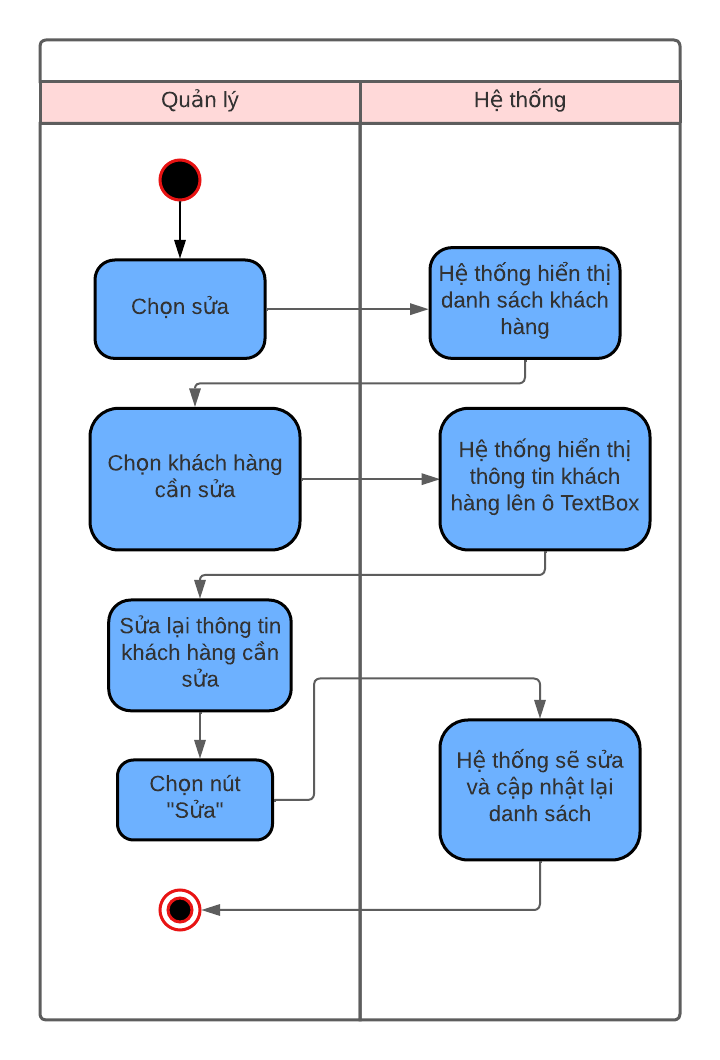 Quản lý
Hệ thống
Chọn sửa
Hệ thống hiển thị
danh sách khách
hàng
Chọn khách hàng
cần sửa
Hệ thống hiển thị
thông tin khách
hàng lên ô TextBox
Sửa lại thông tin
khách hàng cần
sửa
Chọn nút
"Sửa"
Hệ thống sẽ sửa
và cập nhật lại
danh sách